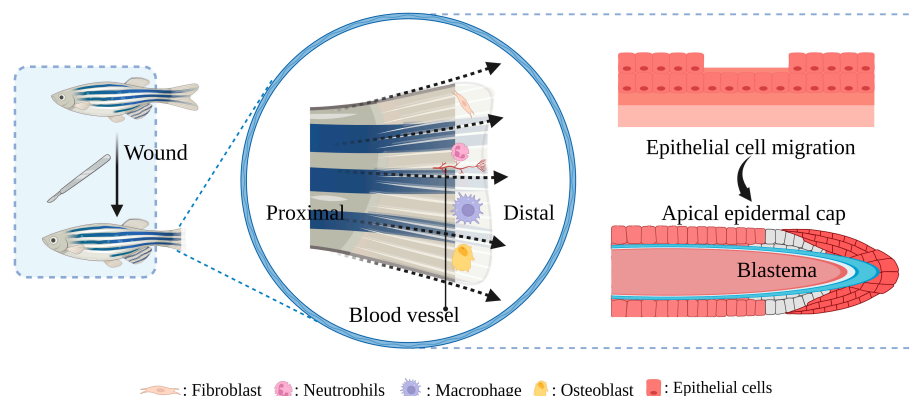 Wound
Proximal
Distal
Blood vessel
Epithelial cell migration
Apical epidermal cap
Blastema
: Fibroblast : Neutrophils : Macrophage : Osteoblast : Epithelial cells